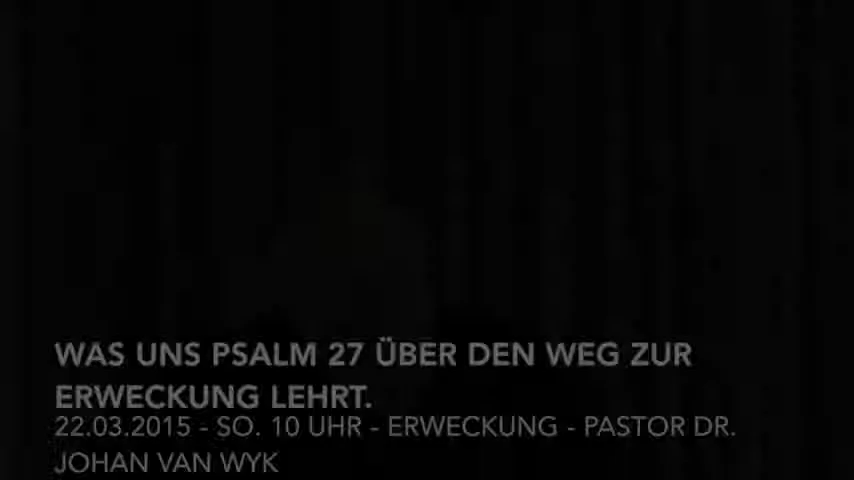 WAS UNS PSALM 27 ÜBER DEN WEG ZUR
ERWECKUNG LEHRT.
22.03.2015 - SO. 10 UHR - ERWECKUNG - PASTOR DR.
JOHAN VAN WYK